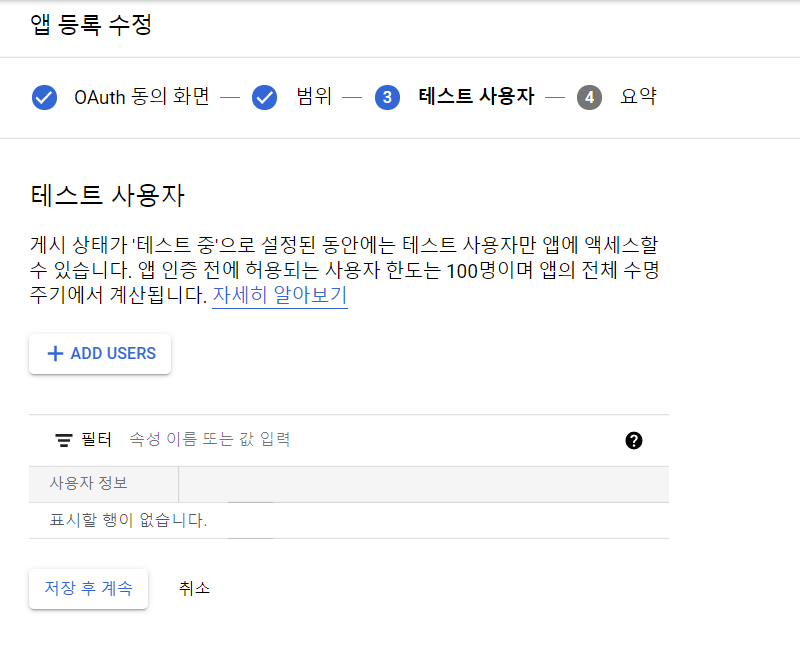 앱 등록 수정
OAuth 동의 화면 — 범위 — 3 테스트 사용자 — 4 요약
테스트 사용자
게시 상태가 '테스트 중'으로 설정된 동안에는 테스트 사용자만 앱에 액세스할
수 있습니다. 앱 인증 전에 허용되는 사용자 한도는 100명이며 앱의 전체 수명
주기에서 계산됩니다. 자세히 알아보기
+ ADD USERS
필터 속성 이름 또는 값 입력 ?
사용자 정보
표시할 행이 없습니다.
저장 후 계속 취소